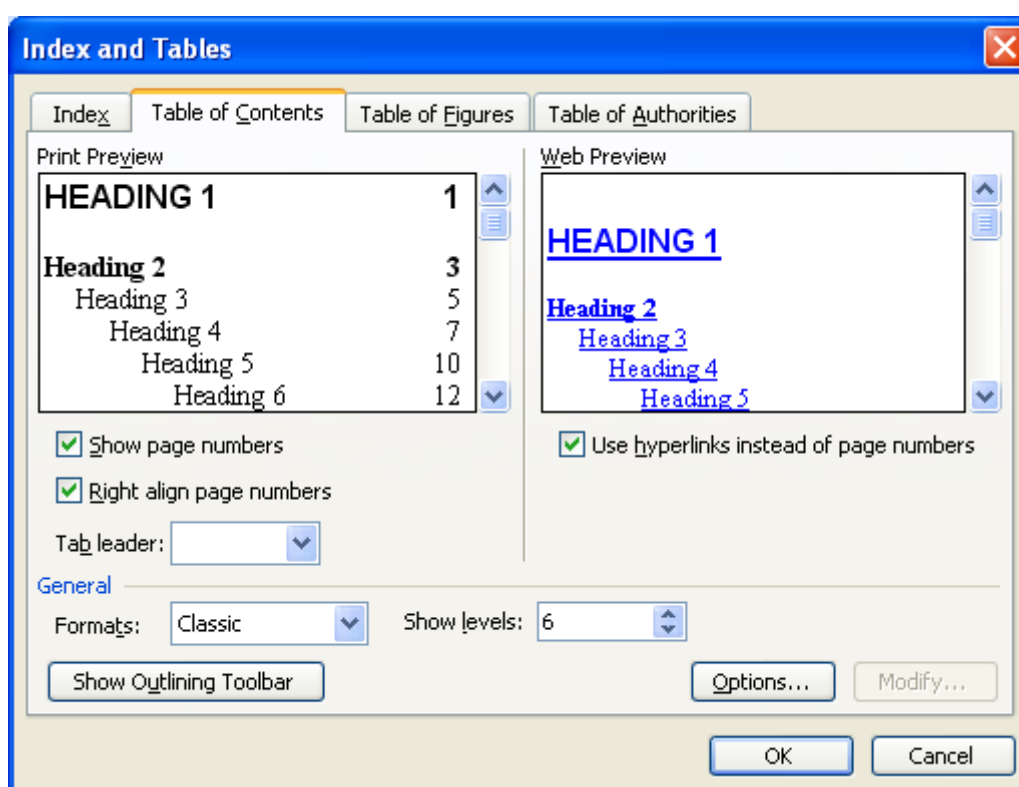 Index and Tables
Index Table of Contents Table of Figures Table of Authorities
Print Preview
HEADING 1 1
Heading 2 3
Heading 3 5
Heading 4 7
Heading 5 10
Heading 6 12
Web Preview
HEADING 1
Heading 2
Heading 3
Heading 4
Heading 5
Show page numbers
Right align page numbers
Tab leader:
Use hyperlinks instead of page numbers
General
Formats: Classic Show levels: 6
Show Outlining Toolbar Options... Modify...
OK Cancel